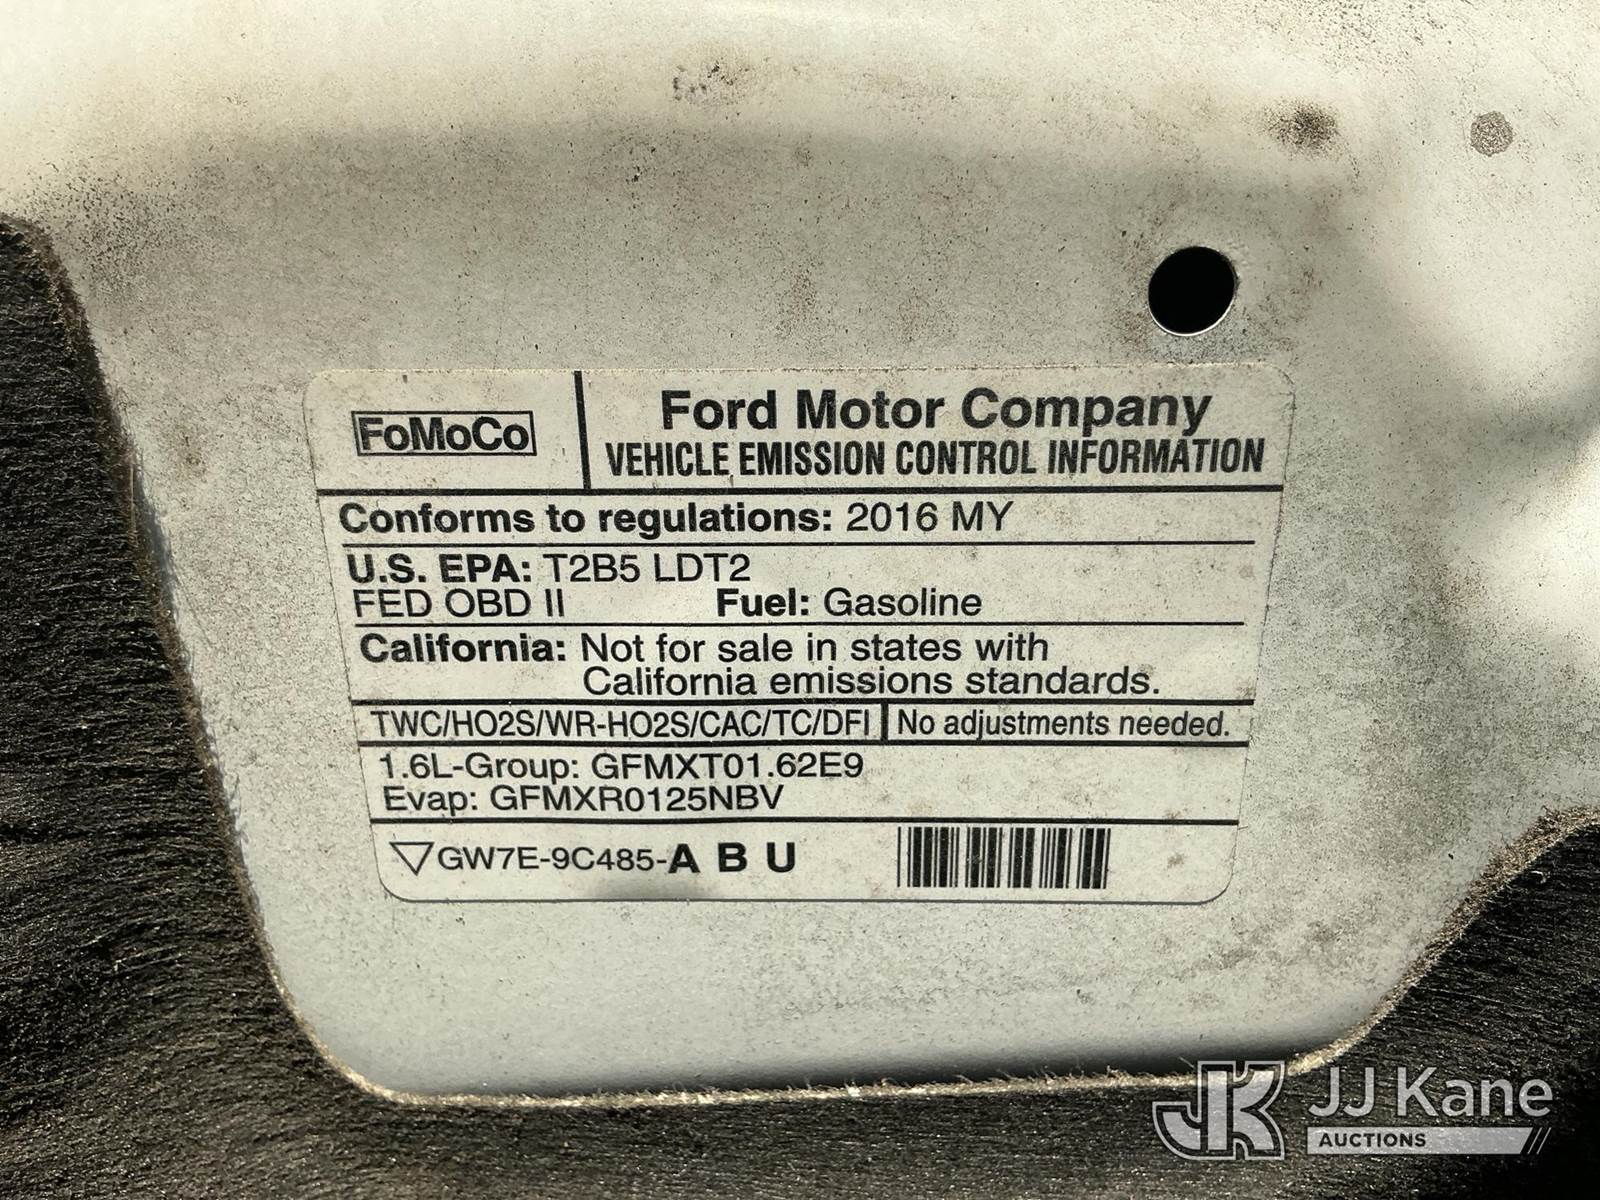 FoMoCo
Ford Motor Company
VEHICLE EMISSION CONTROL INFORMATION
Conforms to regulations: 2016 MY
U.S. EPA: T2B5 LDT2
FED OBD II Fuel: Gasoline
California: Not for sale in states with
California emissions standards.
TWC/HO2S/WR-HO2S/CAC/TC/DFI No adjustments needed.
1.6L-Group: GFMXT01.62E9
Evap: GFMXR0125NBV
GW7E-9C485-A B U
JK JJ Kane
AUCTIONS